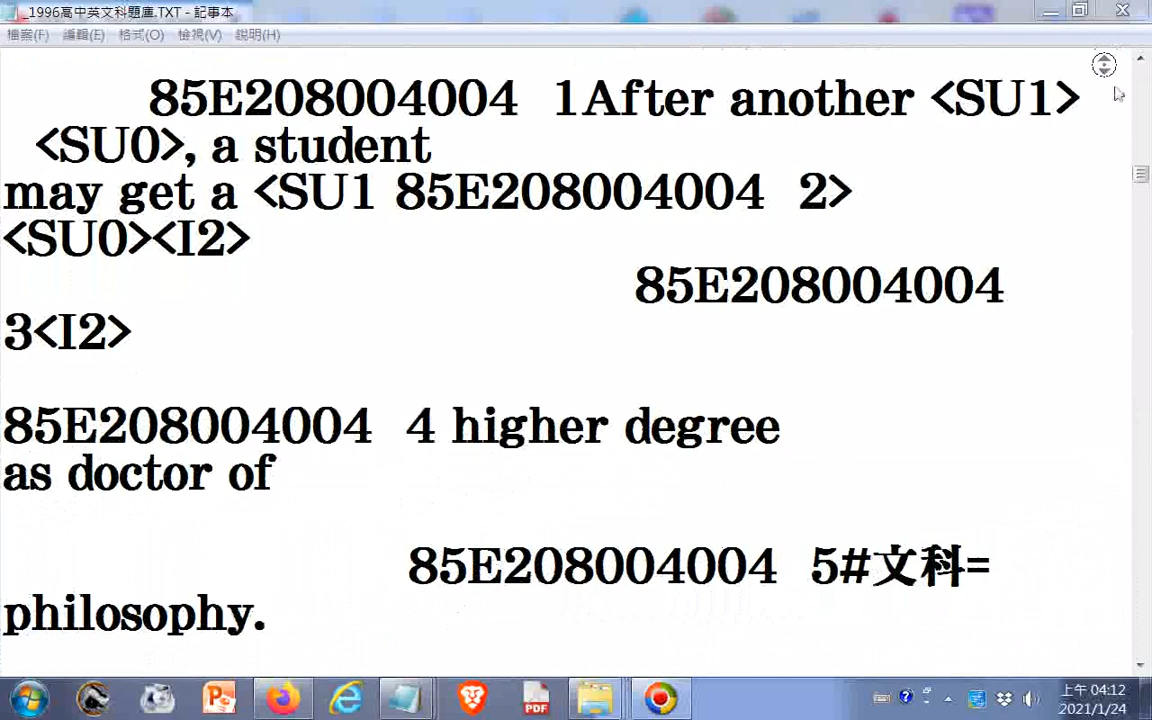 _1996高中英文科題庫.TXT - 記事本
檔案(F) 編輯(E) 格式(O) 檢視(V) 說明(H)
85E208004004 1After another <SU1>
<SU0>, a student
may get a <SU1 85E208004004 2>
<SU0><I2>
85E208004004
3<I2>
85E208004004 4 higher degree
as doctor of
85E208004004 5#文科=
philosophy.
PDF
上午 04:12
2021/1/24